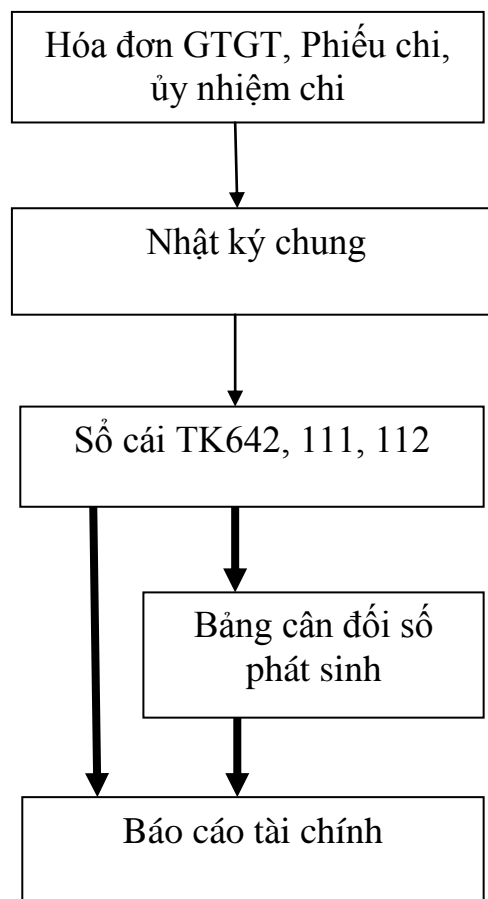 Hóa đơn GTGT, Phiếu chi,
ủy nhiệm chi
Nhật ký chung
Sổ cái TK642, 111, 112
Bảng cân đối số
phát sinh
Báo cáo tài chính